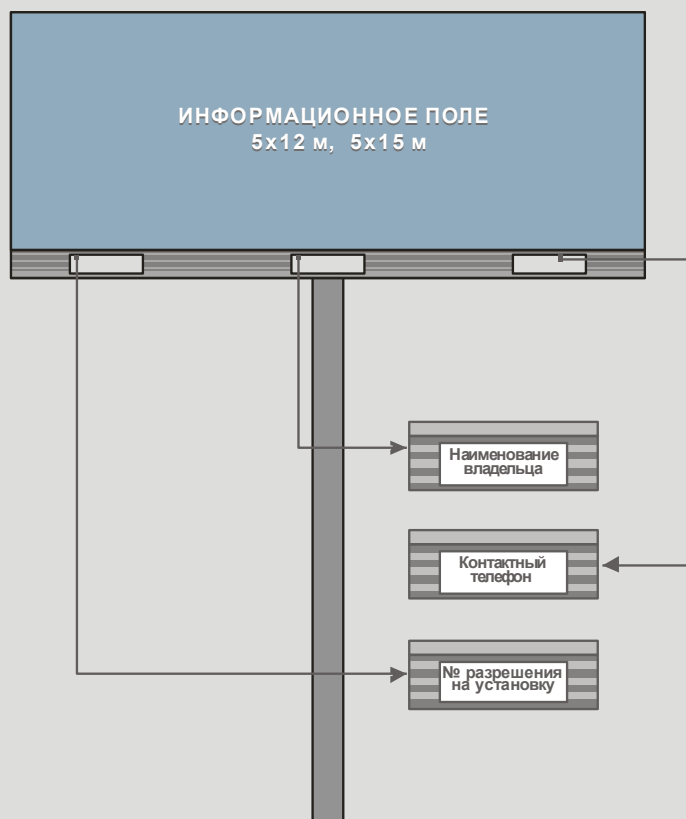 ИНФОРМАЦИОННОЕ ПОЛЕ
5х12 м, 5х15 м
Наименование
владельца
Контактный
телефон
№ разрешения
на установку